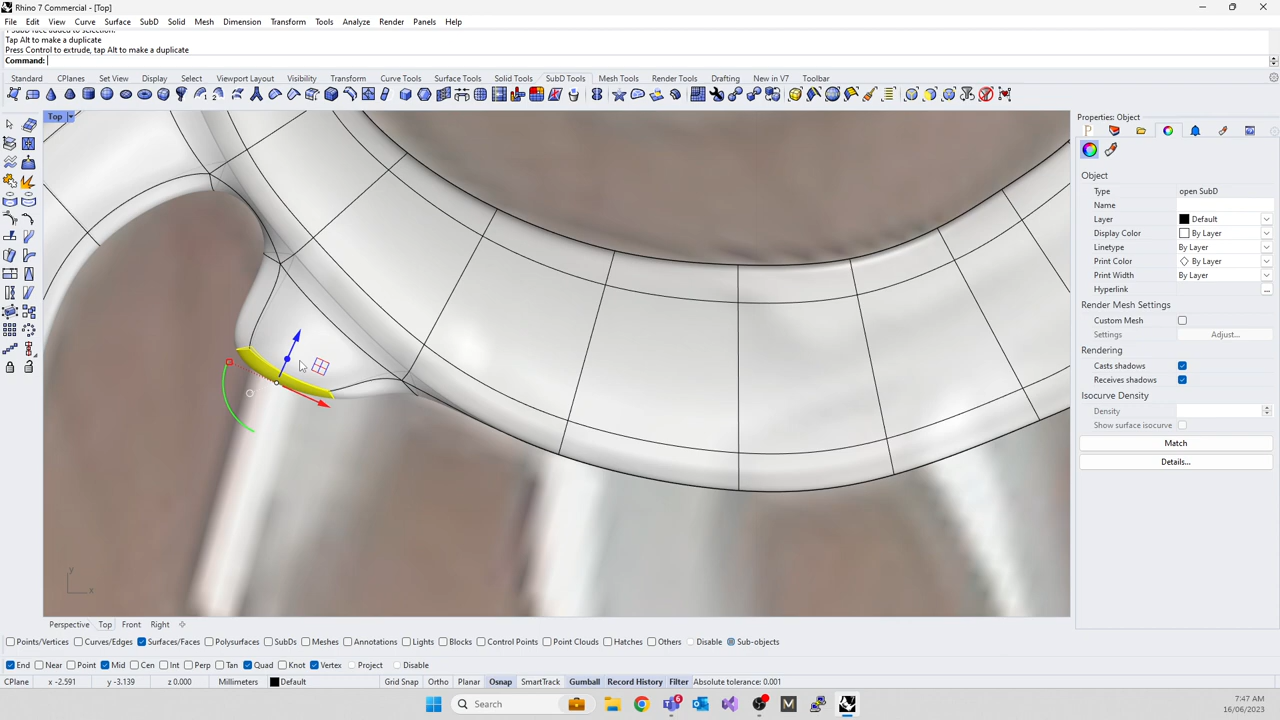 Rhino 7 Commercial - [Top]
File Edit View Curve Surface SubD Solid Mesh Dimension Transform Tools Analyze Render Panels Help
Tap Alt to make a duplicate
Press Control to extrude, tap Alt to make a duplicate
Command:
Standard CPlanes Set View Display Select Viewport Layout Visibility Transform Curve Tools Surface Tools Solid Tools SubD Tools Mesh Tools Render Tools Drafting New in V7 Toolbar
Top
Properties: Object
Object
Type open SubD
Name
Layer Default
Display Color By Layer
Linetype By Layer
Print Color By Layer
Print Width By Layer
Hyperlink ...
Render Mesh Settings
Custom Mesh
Settings Adjust...
Rendering
Casts shadows
Receives shadows
Isocurve Density
Density
Show surface isocurve
Match
Details...
y
x
Perspective Top Front Right
Points/Vertices Curves/Edges Surfaces/Faces Polysurfaces SubDs Meshes Annotations Lights Blocks Control Points Point Clouds Hatches Others Disable Sub-objects
End Near Point Mid Cen Int Perp Tan Quad Knot Vertex Project Disable
CPlane x -2.591 y -3.139 z 0.000 Millimeters Default Grid Snap Ortho Planar Osnap SmartTrack Gumball Record History Filter Absolute tolerance: 0.001
Search
7:47 AM
16/06/2023